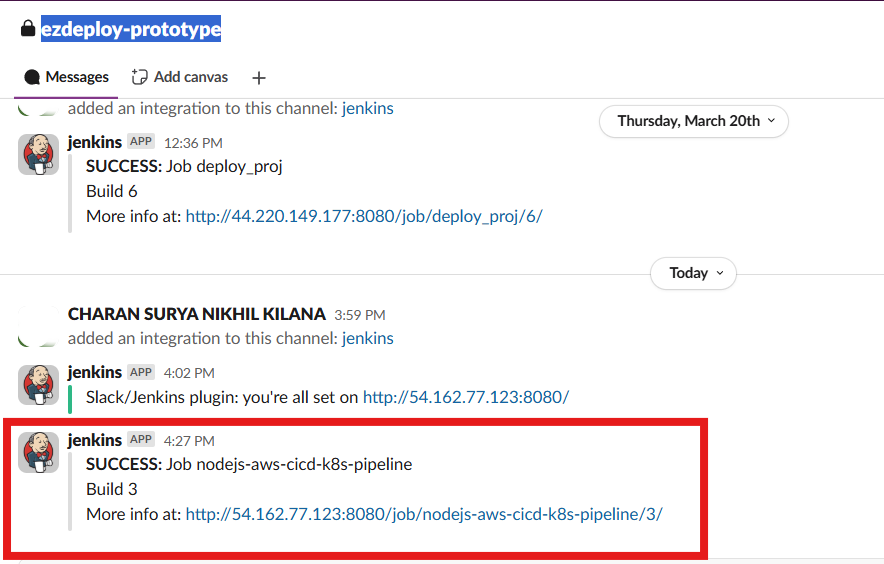 ezdeploy-prototype
Messages Add canvas +
added an integration to this channel: jenkins
Thursday, March 20th
jenkins APP 12:36 PM
SUCCESS: Job deploy_proj
Build 6
More info at: http://44.220.149.177:8080/job/deploy_proj/6/
Today
CHARAN SURYA NIKHIL KILANA 3:59 PM
added an integration to this channel: jenkins
jenkins APP 4:02 PM
Slack/Jenkins plugin: you're all set on http://54.162.77.123:8080/
jenkins APP 4:27 PM
SUCCESS: Job nodejs-aws-cicd-k8s-pipeline
Build 3
More info at: http://54.162.77.123:8080/job/nodejs-aws-cicd-k8s-pipeline/3/